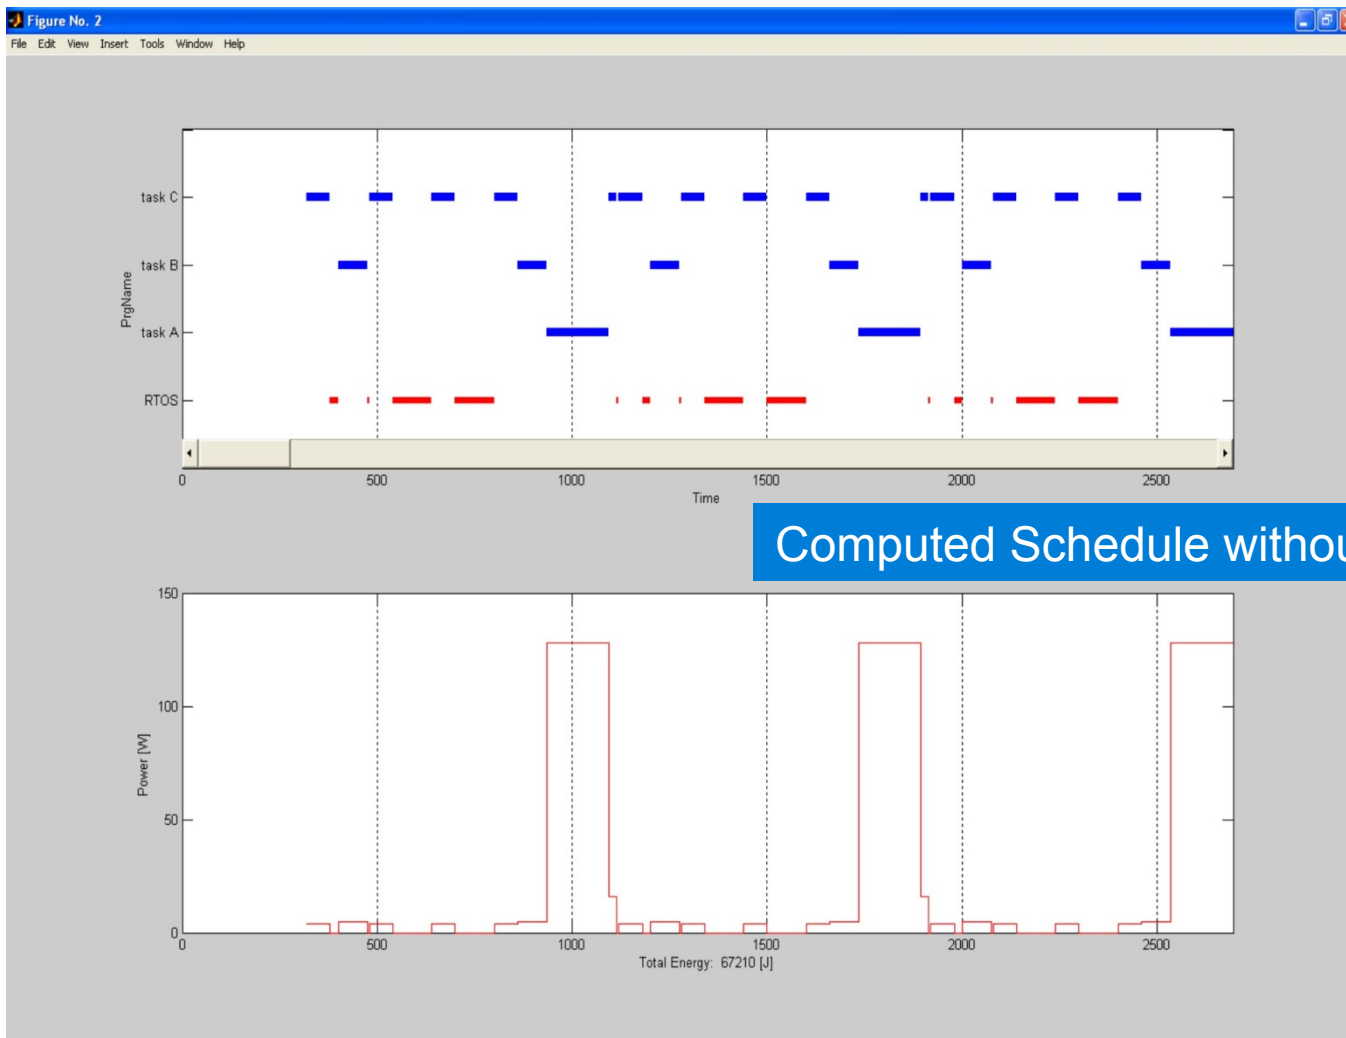 Figure No. 2
File Edit View Insert Tools Window Help
task C
task B
task A
RTOS
PrgName
0 500 1000 1500 2000 2500
Time
Computed Schedule withou
150
100
50
0
Power [W]
0 500 1000 1500 2000 2500
Total Energy: 67210 [J]